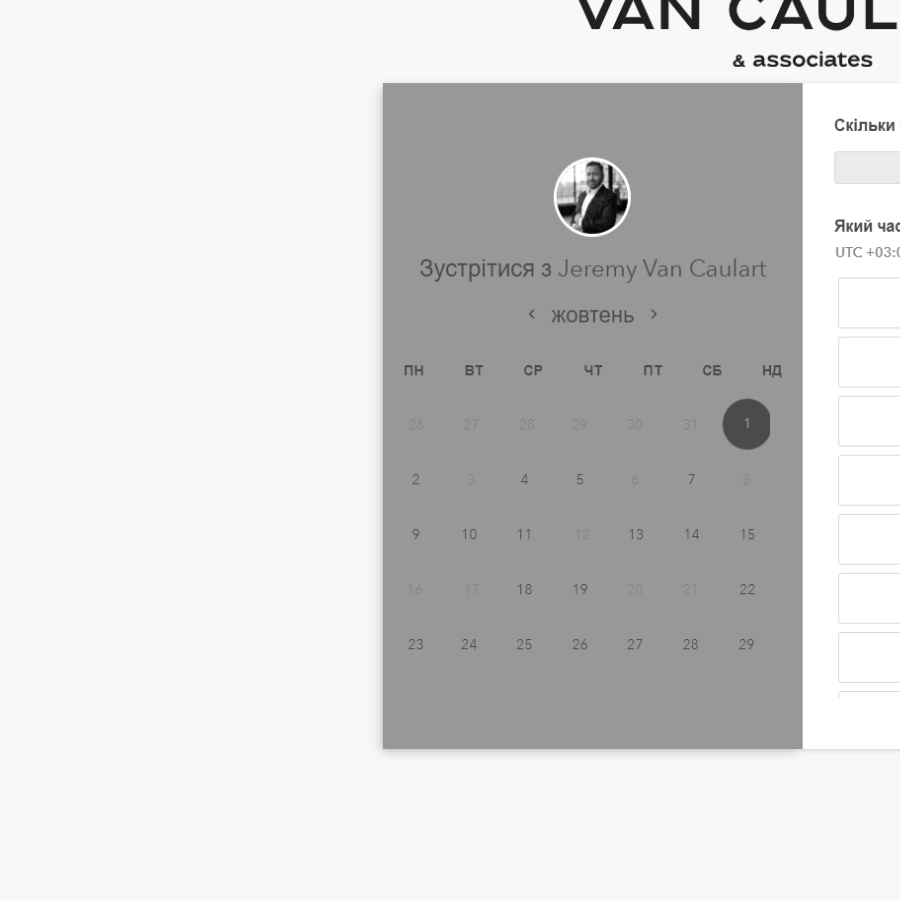 VAN CAUL
& associates
Скільки
Зустрітися з Jeremy Van Caulart
‹ жовтень ›
ПН ВТ СР ЧТ ПТ СБ НД
26 27 28 29 30 31 1
2 3 4 5 6 7 8
9 10 11 12 13 14 15
16 17 18 19 20 21 22
23 24 25 26 27 28 29
Який час
UTC +03:0